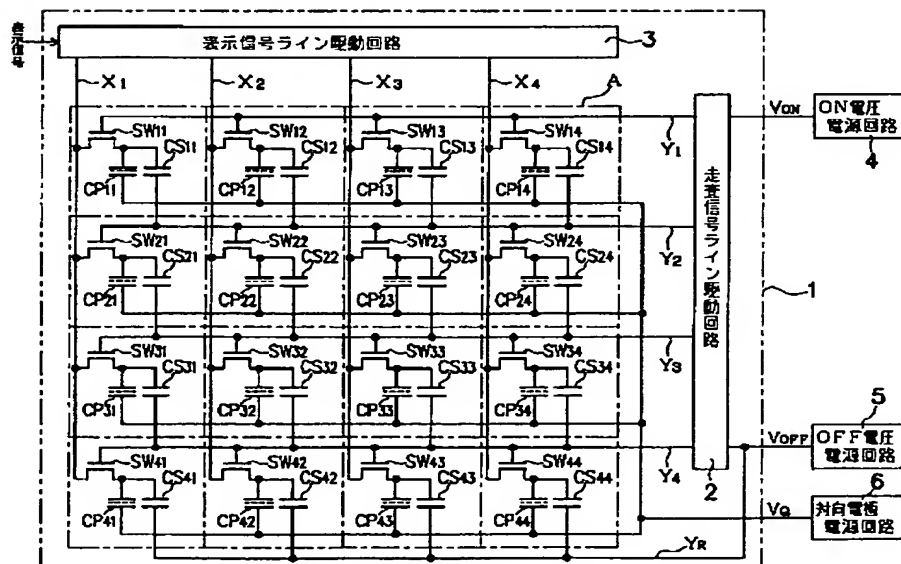 表示信号
表示信号ライン駆動回路
3
X1 X2 X3 X4 A
SW11 SW12 SW13 SW14
CS11 CS12 CS13 CS14
CP11 CP12 CP13 CP14
Y1
VON
ON電圧
電源回路
4
SW21 SW22 SW23 SW24
CS21 CS22 CS23 CS24
CP21 CP22 CP23 CP24
Y2
走査信号ライン駆動回路
1
SW31 SW32 SW33 SW34
CS31 CS32 CS33 CS34
CP31 CP32 CP33 CP34
Y3
5
VOFF
OFF電圧
電源回路
SW41 SW42 SW43 SW44
CS41 CS42 CS43 CS44
CP41 CP42 CP43 CP44
Y4
2
6
VQ
対向電極
電源回路
YR